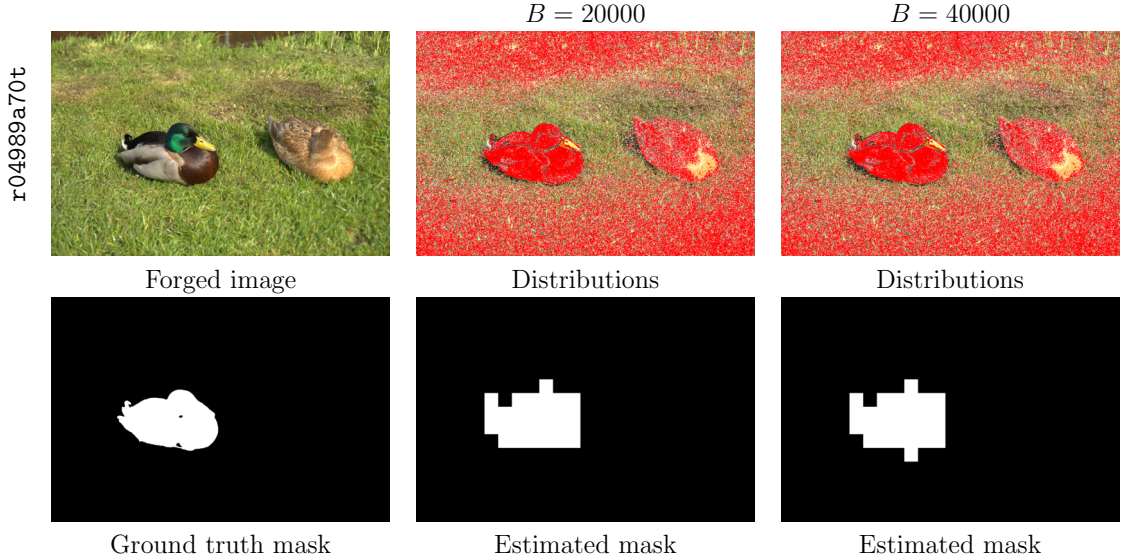 B = 20000
B = 40000
r04989a70t
Forged image
Distributions
Distributions
Ground truth mask
Estimated mask
Estimated mask